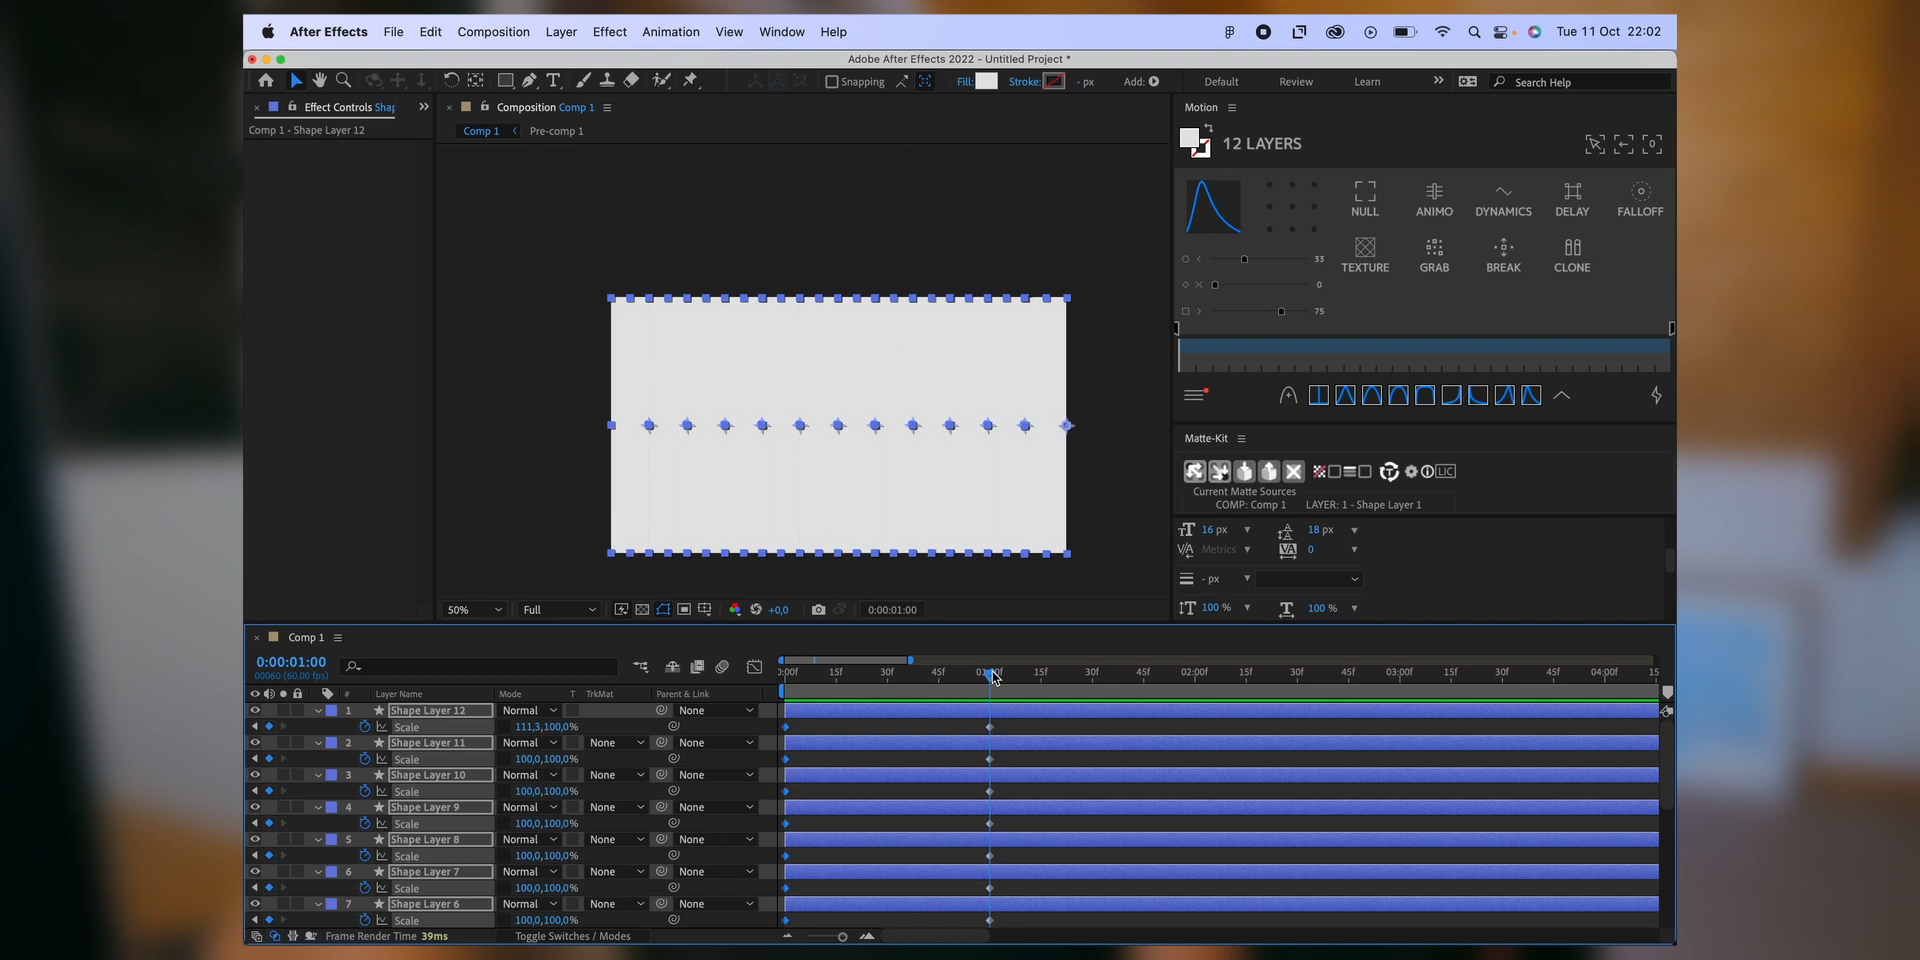 After Effects File Edit Composition Layer Effect Animation View Window Help Tue 11 Oct 22:02
Adobe After Effects 2022 - Untitled Project *
Snapping Fill: Stroke: - px Add: Default Review Learn Search Help
Effect Controls Shap
Comp 1 • Shape Layer 12
Composition Comp 1
Comp 1 Pre-comp 1
Motion
12 LAYERS
NULL ANIMO DYNAMICS DELAY FALLOFF
TEXTURE GRAB BREAK CLONE
33
0
75
Matte-Kit
LIC
Current Matte Sources
COMP: Comp 1 LAYER: 1 - Shape Layer 1
16 px 18 px
Metrics 0
- px
100 % 100 %
50% Full +0,0 0:00:01:00
Comp 1
0:00:01:00
00060 (60.00 fps)
15f 30f 45f 15f 30f 45f 02:00f 15f 30f 45f 03:00f 15f 30f 45f 04:00f 15
# Layer Name Mode T TrkMat Parent & Link
1 Shape Layer 12 Normal None
Scale 111,3,100,0%
2 Shape Layer 11 Normal None None
Scale 100,0,100,0%
3 Shape Layer 10 Normal None None
Scale 100,0,100,0%
4 Shape Layer 9 Normal None None
Scale 100,0,100,0%
5 Shape Layer 8 Normal None None
Scale 100,0,100,0%
6 Shape Layer 7 Normal None None
Scale 100,0,100,0%
7 Shape Layer 6 Normal None None
Scale 100,0,100,0%
Frame Render Time 39ms Toggle Switches / Modes